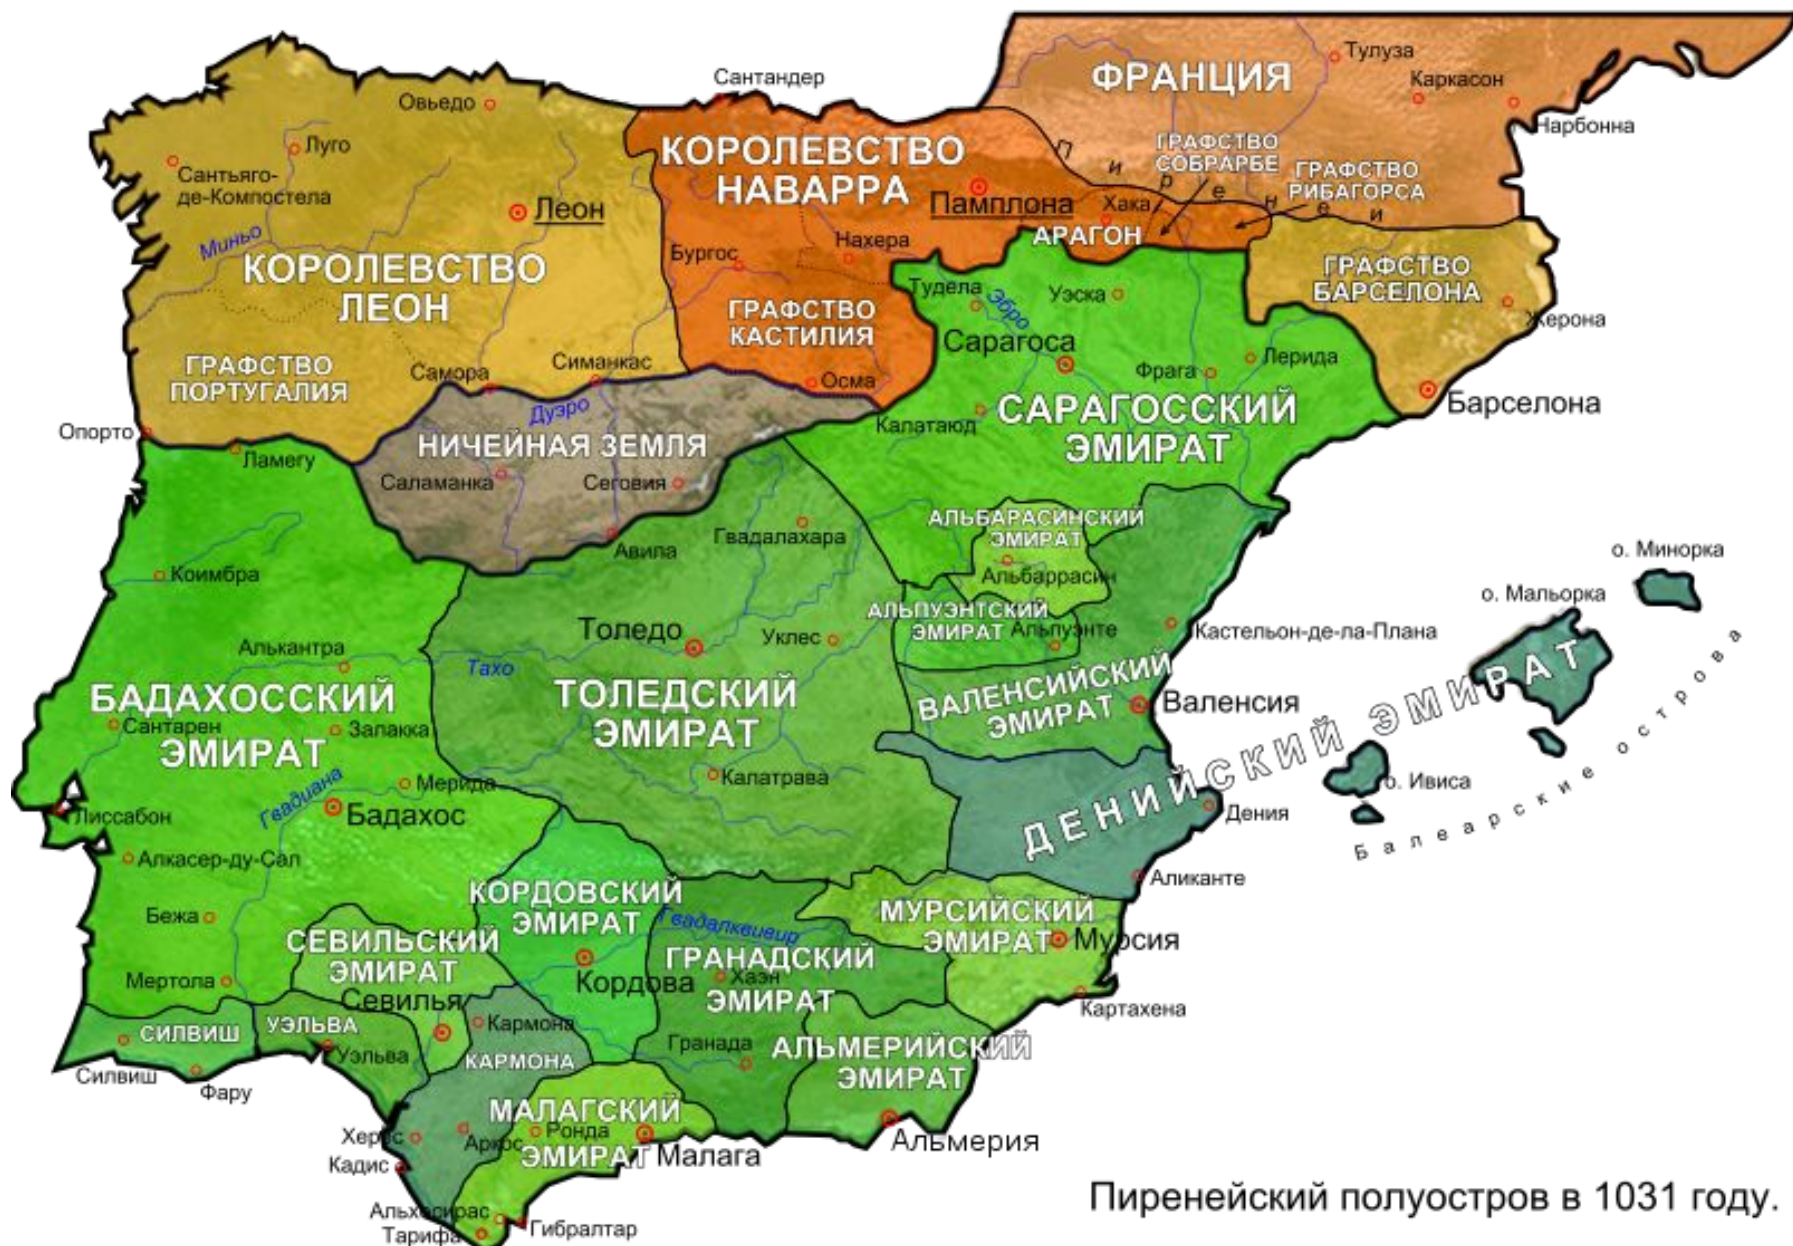 Сантандер
Тулуза
ФРАНЦИЯ
Каркасон
Овьедо
Нарбонна
Луго
КОРОЛЕВСТВО
НАВАРРА
Пиренеи
ГРАФСТВО
СОБРАРБЕ
ГРАФСТВО
РИБАГОРСА
Сантьяго-
де-Компостела
Леон
Памплона
Хака
АРАГОН
Миньо
Бургос
Нахера
КОРОЛЕВСТВО
ЛЕОН
ГРАФСТВО
БАРСЕЛОНА
Тудела
Эбро
Уэска
Жерона
ГРАФСТВО
КАСТИЛИЯ
Сарагоса
ГРАФСТВО
ПОРТУГАЛИЯ
Самора
Симанкас
Осма
Фрага
Лерида
Барселона
Дуэро
САРАГОССКИЙ
ЭМИРАТ
Калатаюд
Опорто
Ламегу
НИЧЕЙНАЯ ЗЕМЛЯ
Саламанка
Сеговия
Авила
Гвадалахара
АЛЬБАРАСИНСКИЙ
ЭМИРАТ
Альбаррасин
о. Минорка
о. Мальорка
Коимбра
АЛЬПУЭНТСКИЙ
ЭМИРАТ
Альпуэнте
Кастельон-де-ла-Плана
Толедо
Уклес
Алькантра
Тахо
БАДАХОССКИЙ
ЭМИРАТ
ТОЛЕДСКИЙ
ЭМИРАТ
ВАЛЕНСИЙСКИЙ
ЭМИРАТ
Валенсия
Сантарен
Залакка
ДЕНИЙСКИЙ ЭМИРАТ
Балеарские острова
о. Ивиса
Мерида
Калатрава
Гвадиана
Бадахос
Лиссабон
Дения
Алкасер-ду-Сал
Аликанте
КОРДОВСКИЙ
ЭМИРАТ
Бежа
Гвадалквивир
МУРСИЙСКИЙ
ЭМИРАТ
Мурсия
СЕВИЛЬСКИЙ
ЭМИРАТ
ГРАНАДСКИЙ
ЭМИРАТ
Хаэн
Мертола
Кордова
Севилья
Картахена
СИЛВИШ
УЭЛЬВА
Кармона
Уэльва
КАРМОНА
Гранада
АЛЬМЕРИЙСКИЙ
ЭМИРАТ
Силвиш
Фару
МАЛАГСКИЙ
ЭМИРАТ
Херес
Аркос
Ронда
Малага
Альмерия
Кадис
Альхесирас
Тарифа
Гибралтар
Пиренейский полуостров в 1031 году.